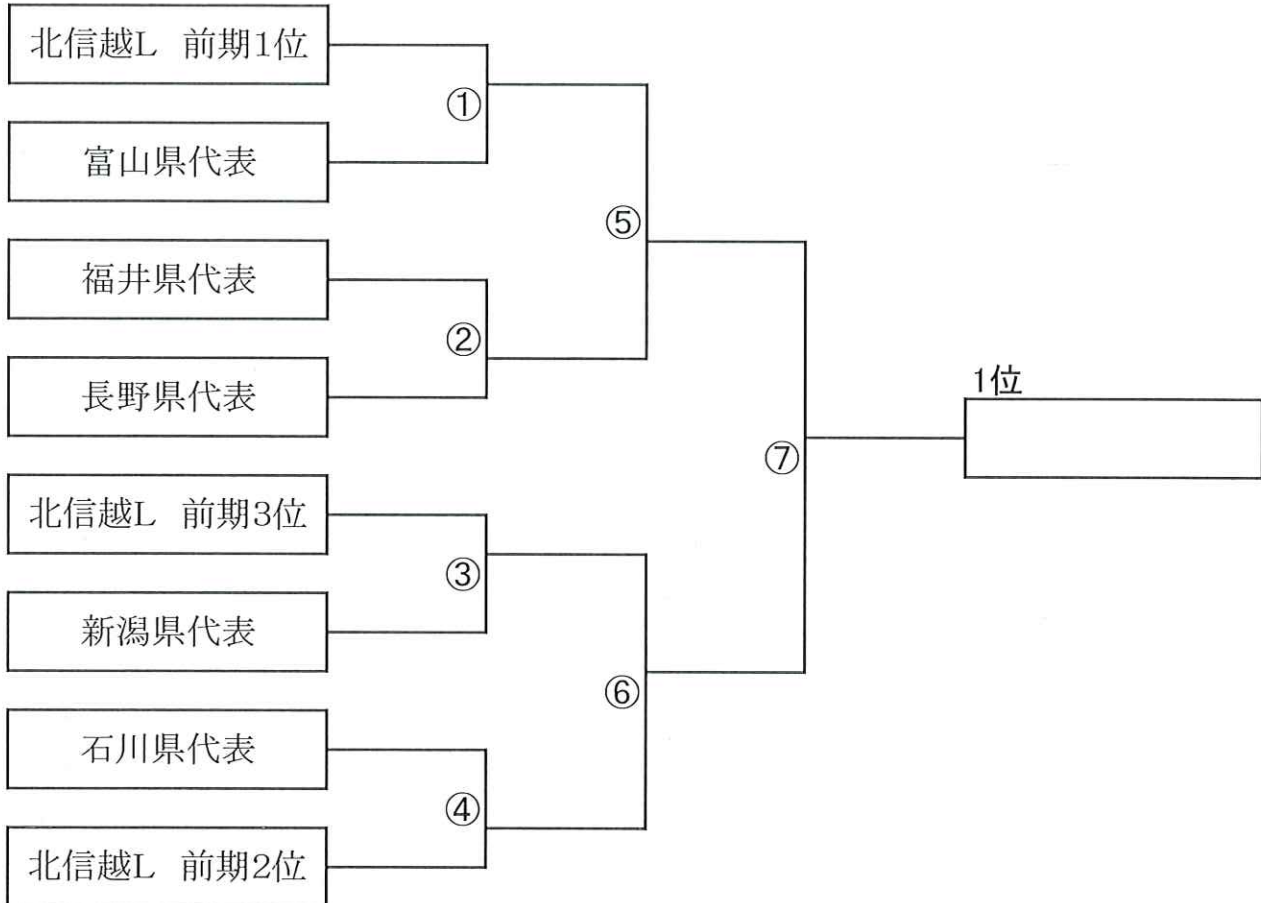 北信越L 前期1位
①
富山県代表
⑤
福井県代表
②
長野県代表
1位
⑦
北信越L 前期3位
③
新潟県代表
⑥
石川県代表
④
北信越L 前期2位